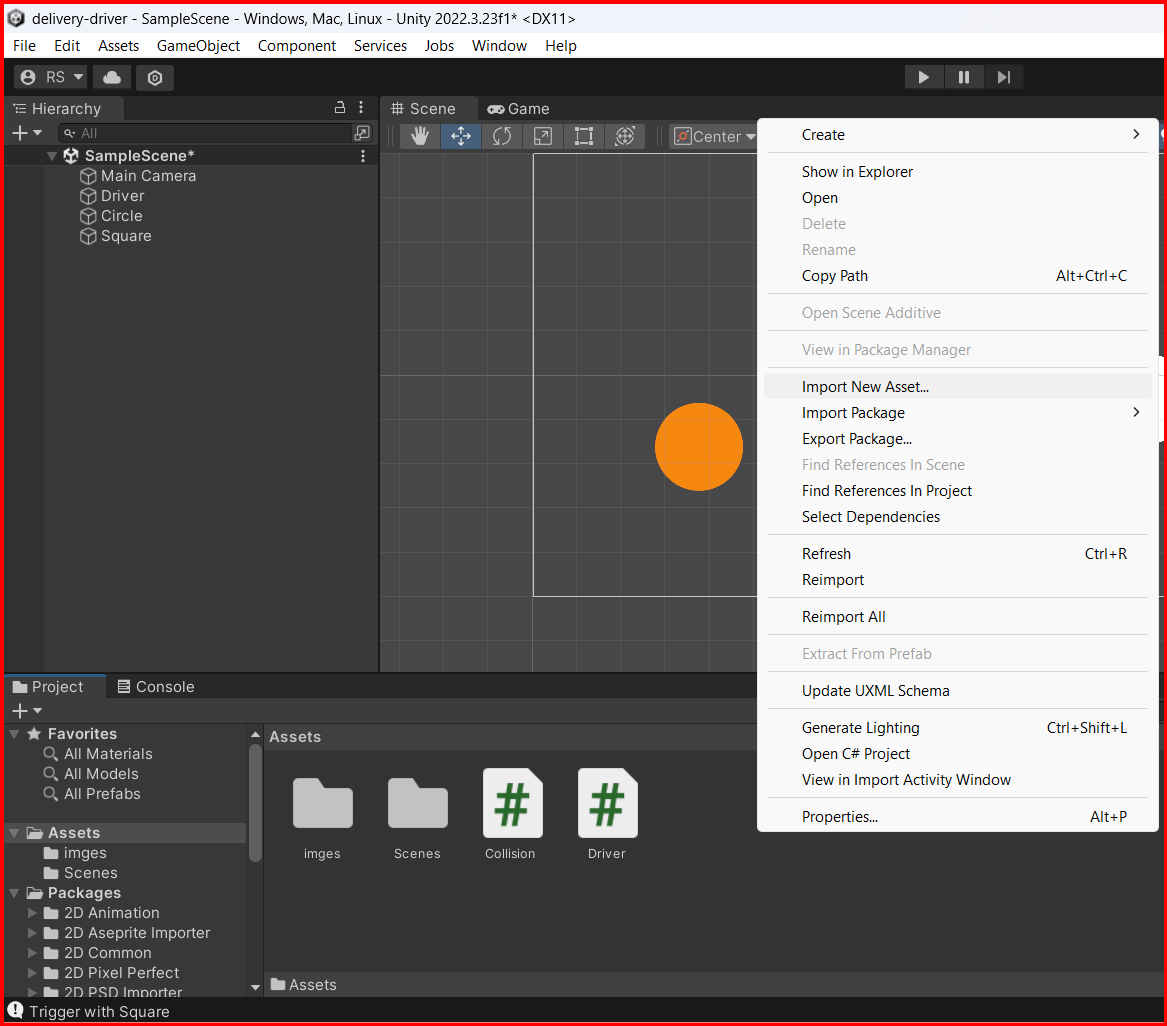 delivery-driver - SampleScene - Windows, Mac, Linux - Unity 2022.3.23f1* <DX11>
File Edit Assets GameObject Component Services Jobs Window Help
RS
Hierarchy
All
SampleScene*
Main Camera
Driver
Circle
Square
Scene Game
Center
Create
Show in Explorer
Open
Delete
Rename
Copy Path Alt+Ctrl+C
Open Scene Additive
View in Package Manager
Import New Asset...
Import Package
Export Package...
Find References In Scene
Find References In Project
Select Dependencies
Refresh Ctrl+R
Reimport
Reimport All
Extract From Prefab
Update UXML Schema
Generate Lighting Ctrl+Shift+L
Open C# Project
View in Import Activity Window
Properties... Alt+P
Project Console
Favorites
All Materials
All Models
All Prefabs
Assets
imges
Scenes
Packages
2D Animation
2D Aseprite Importer
2D Common
2D Pixel Perfect
2D PSD Importer
Assets
# #
imges Scenes Collision Driver
Assets
Trigger with Square